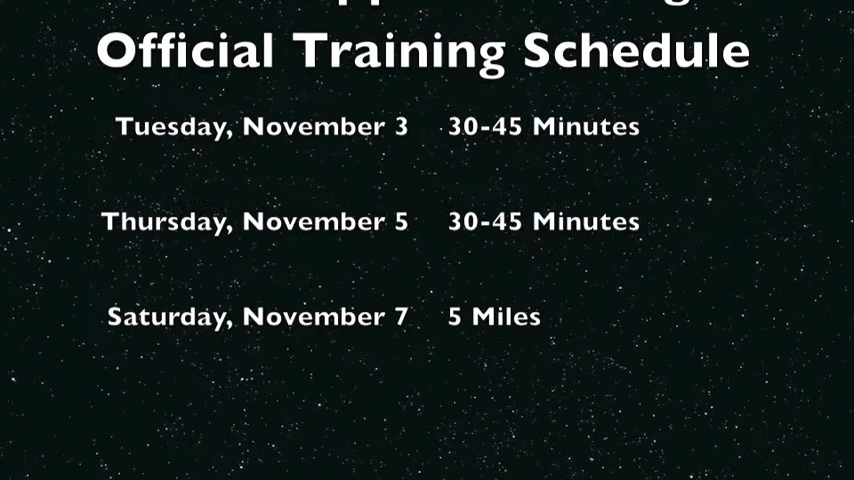 Official Training Schedule
Tuesday, November 3 30-45 Minutes
Thursday, November 5 30-45 Minutes
Saturday, November 7 5 Miles